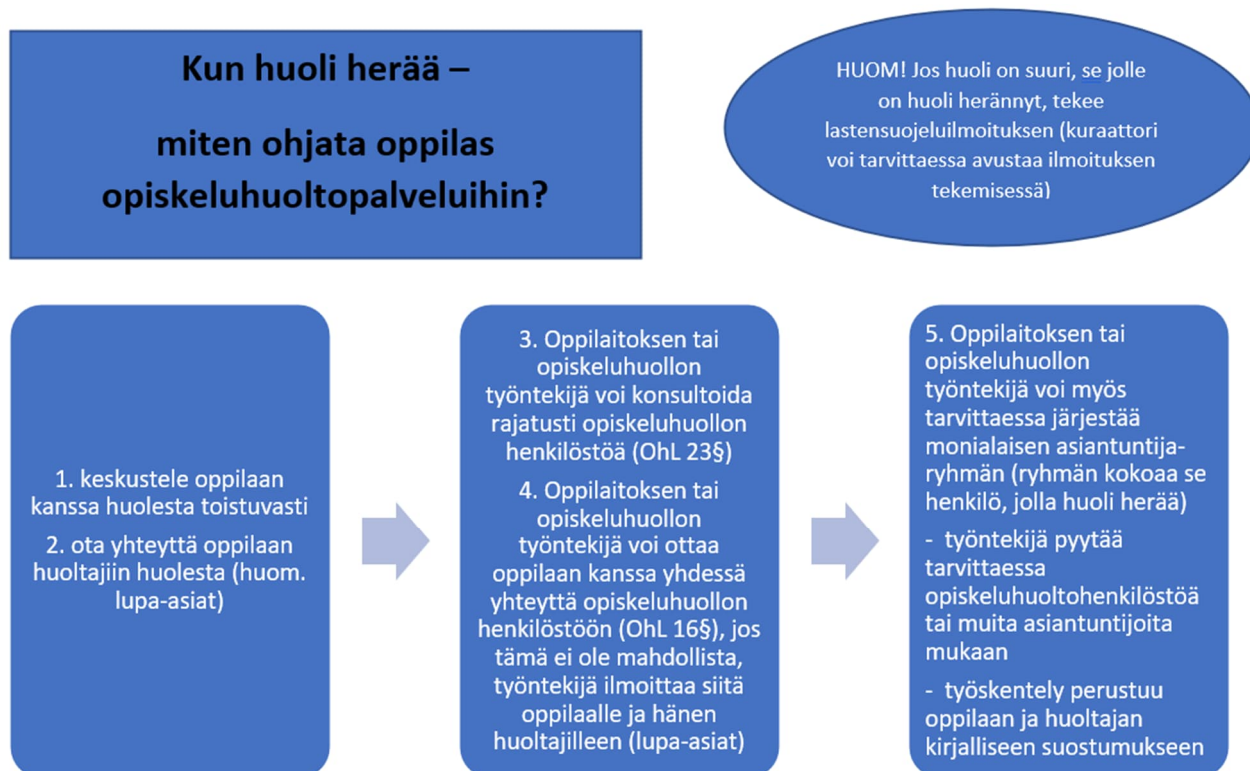 Kun huoli herää –
miten ohjata oppilas
opiskeluhuoltopalveluihin?
HUOM! Jos huoli on suuri, se jolle
on huoli herännyt, tekee
lastensuojeluilmoituksen (kuraattori
voi tarvittaessa avustaa ilmoituksen
tekemisessä)
1. keskustele oppilaan
kanssa huolesta toistuvasti
2. ota yhteyttä oppilaan
huoltajiin huolesta (huom.
lupa-asiat)
3. Oppilaitoksen tai
opiskeluhuollon
työntekijä voi konsultoida
rajatusti opiskeluhuollon
henkilöstöä (OhL 23§)
4. Oppilaitoksen tai
opiskeluhuollon
työntekijä voi ottaa
oppilaan kanssa yhdessä
yhteyttä opiskeluhuollon
henkilöstöön (OhL 16§), jos
tämä ei ole mahdollista,
työntekijä ilmoittaa siitä
oppilaalle ja hänen
huoltajilleen (lupa-asiat)
5. Oppilaitoksen tai
opiskeluhuollon
työntekijä voi myös
tarvittaessa järjestää
monialaisen asiantuntija-
ryhmän (ryhmän kokoaa se
henkilö, jolla huoli herää)
- työntekijä pyytää
tarvittaessa
opiskeluhuoltohenkilöstöä
tai muita asiantuntijoita
mukaan
- työskentely perustuu
oppilaan ja huoltajan
kirjalliseen suostumukseen